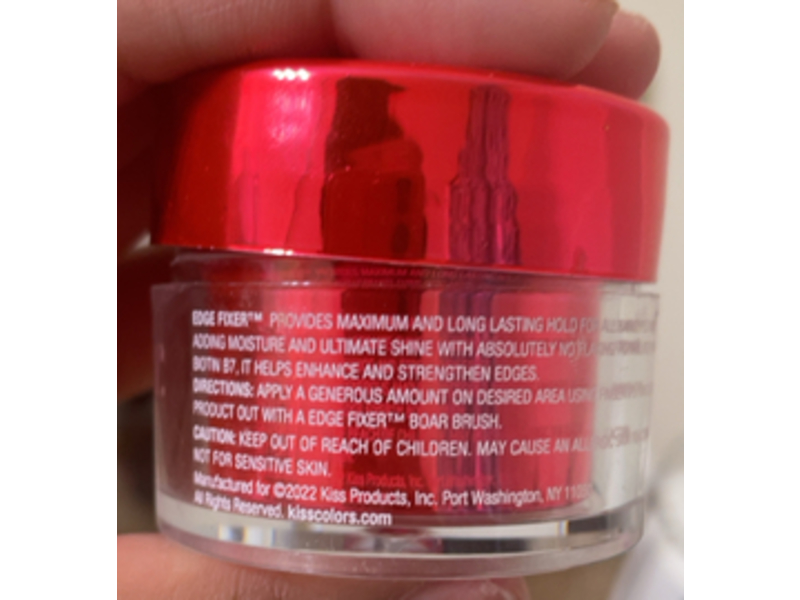 EDGE FIXER™ PROVIDES MAXIMUM AND LONG LASTING HOLD
ADDING MOISTURE AND ULTIMATE SHINE WITH ABSOLUTELY NO
BIOTIN B7, IT HELPS ENHANCE AND STRENGTHEN EDGES.
DIRECTIONS: APPLY A GENEROUS AMOUNT ON DESIRED AREA
PRODUCT OUT WITH A EDGE FIXER™ BOAR BRUSH.
CAUTION: KEEP OUT OF REACH OF CHILDREN. MAY CAUSE AN
NOT FOR SENSITIVE SKIN.
Manufactured for ©2022 Kiss Products, Inc. Port Washington, NY
All Rights Reserved. kisscolors.com